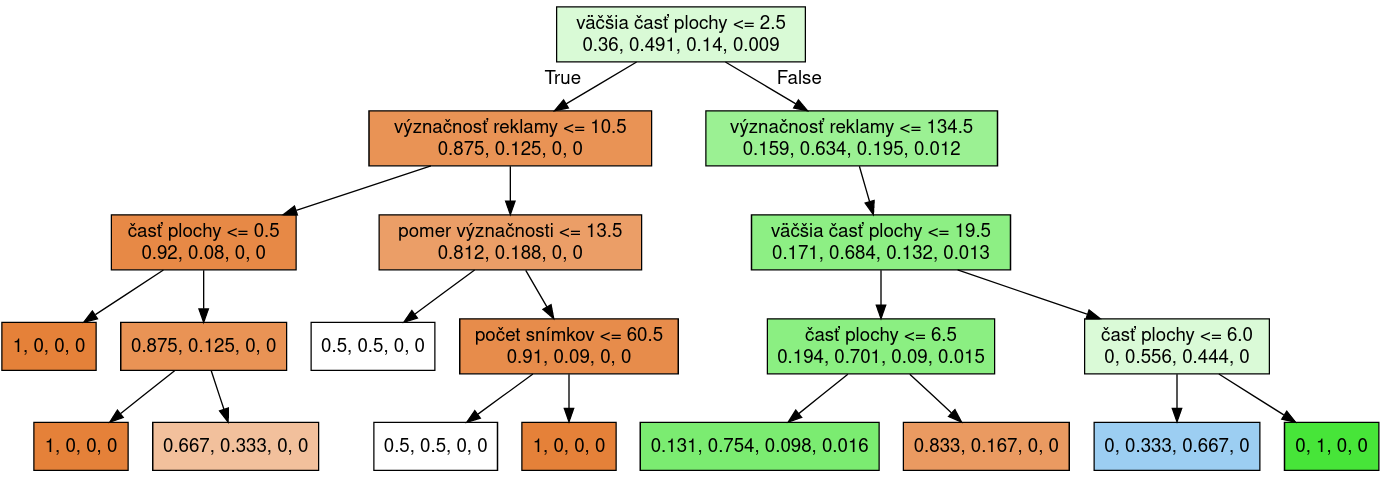 väčšia časť plochy <= 2.5
0.36, 0.491, 0.14, 0.009
True
False
význačnosť reklamy <= 10.5
0.875, 0.125, 0, 0
význačnosť reklamy <= 134.5
0.159, 0.634, 0.195, 0.012
časť plochy <= 0.5
0.92, 0.08, 0, 0
pomer význačnosti <= 13.5
0.812, 0.188, 0, 0
väčšia časť plochy <= 19.5
0.171, 0.684, 0.132, 0.013
1, 0, 0, 0
0.875, 0.125, 0, 0
0.5, 0.5, 0, 0
počet snímkov <= 60.5
0.91, 0.09, 0, 0
časť plochy <= 6.5
0.194, 0.701, 0.09, 0.015
časť plochy <= 6.0
0, 0.556, 0.444, 0
1, 0, 0, 0
0.667, 0.333, 0, 0
0.5, 0.5, 0, 0
1, 0, 0, 0
0.131, 0.754, 0.098, 0.016
0.833, 0.167, 0, 0
0, 0.333, 0.667, 0
0, 1, 0, 0